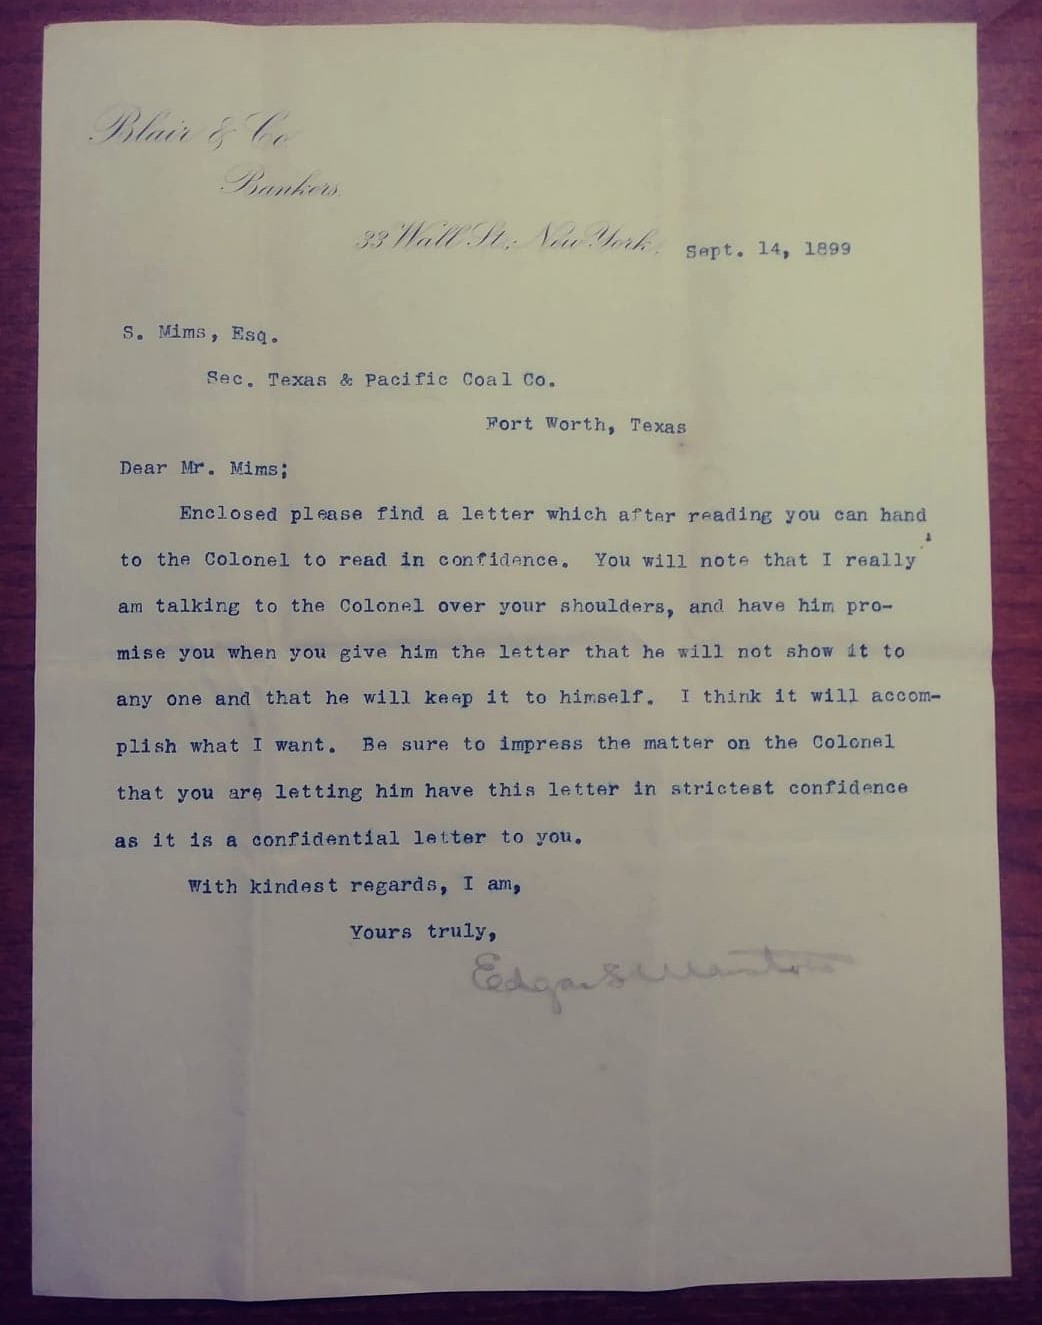 Blair & Co
Bankers.
33 Wall St., New York. Sept. 14, 1899
S. Mims, Esq.
Sec. Texas & Pacific Coal Co.
Fort Worth, Texas
Dear Mr. Mims;
Enclosed please find a letter which after reading you can hand
to the Colonel to read in confidence. You will note that I really
am talking to the Colonel over your shoulders, and have him pro-
mise you when you give him the letter that he will not show it to
any one and that he will keep it to himself. I think it will accom-
plish what I want. Be sure to impress the matter on the Colonel
that you are letting him have this letter in strictest confidence
as it is a confidential letter to you.
With kindest regards, I am,
Yours truly,
Edgar S Marston